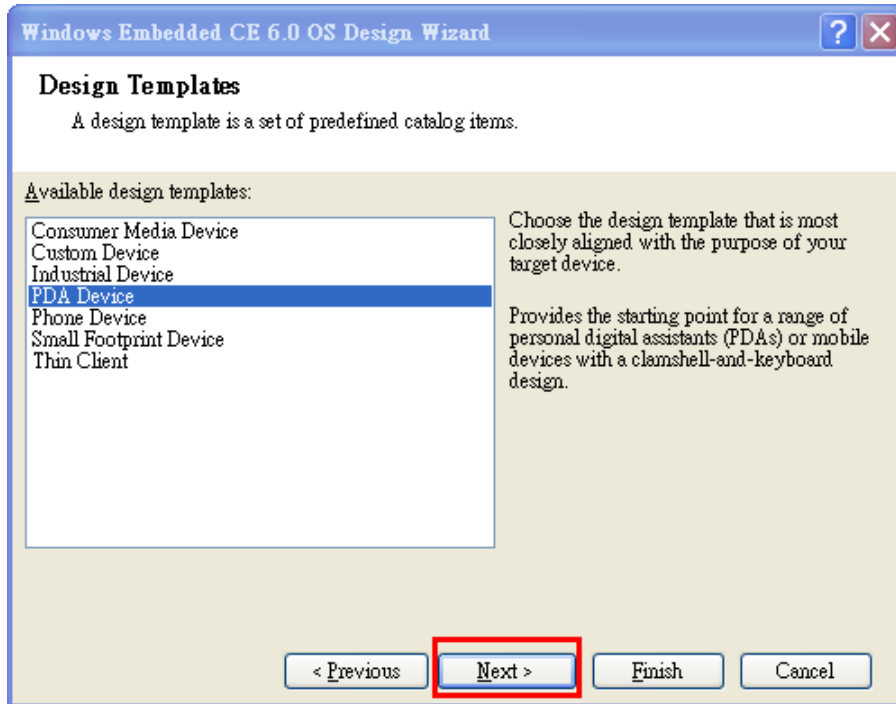 Windows Embedded CE 6.0 OS Design Wizard
Design Templates
A design template is a set of predefined catalog items.
Available design templates:
Consumer Media Device
Custom Device
Industrial Device
PDA Device
Phone Device
Small Footprint Device
Thin Client
Choose the design template that is most
closely aligned with the purpose of your
target device.
Provides the starting point for a range of
personal digital assistants (PDAs) or mobile
devices with a clamshell-and-keyboard
design.
< Previous
Next >
Finish
Cancel